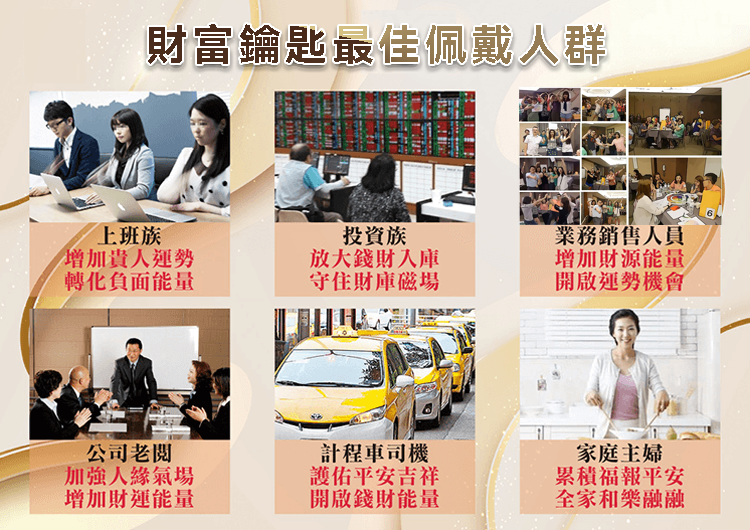 財富鑰匙最佳佩戴人群
上班族
增加貴人運勢
轉化負面能量
投資族
放大錢財入庫
守住財庫磁場
業務銷售人員
增加財源能量
開啟運勢機會
6
公司老闆
加強人緣氣場
增加財運能量
計程車司機
護佑平安吉祥
開啟錢財能量
家庭主婦
累積福報平安
全家和樂融融